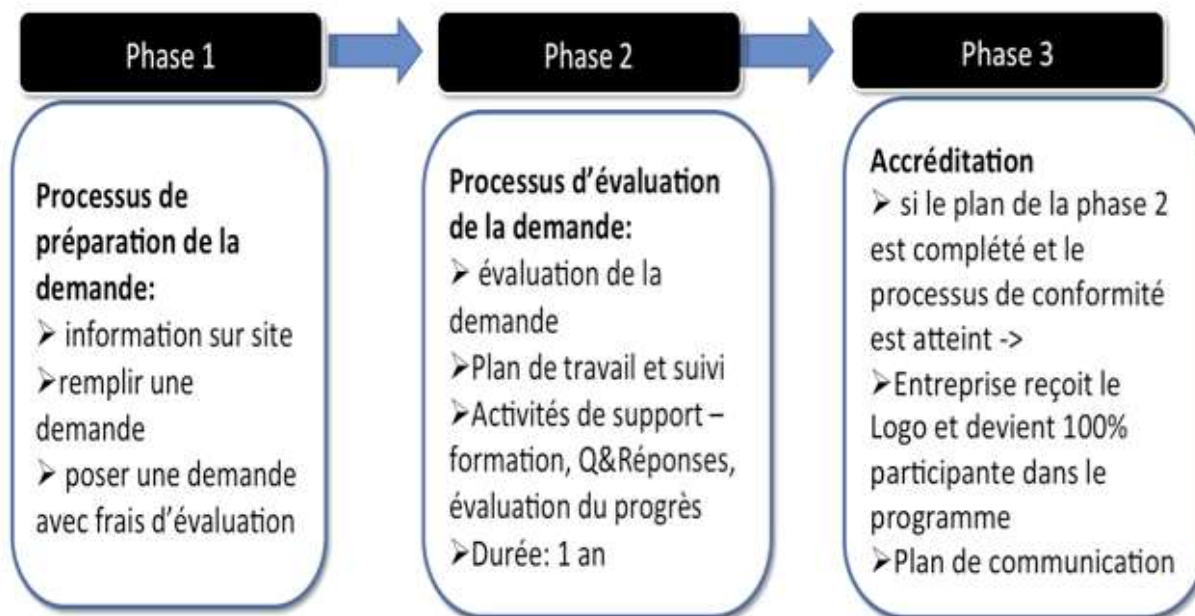 Phase 1
Processus de
préparation de la
demande:
➢ information sur site
➢remplir une
demande
➢ poser une demande
avec frais d'évaluation
Phase 2
Processus d'évaluation
de la demande:
➢ évaluation de la
demande
➢Plan de travail et suivi
➢Activités de support –
formation, Q&Réponses,
évaluation du progrès
➢Durée: 1 an
Phase 3
Accréditation
➢ si le plan de la phase 2
est complété et le
processus de conformité
est atteint ->
➢Entreprise reçoit le
Logo et devient 100%
participante dans le
programme
➢Plan de communication